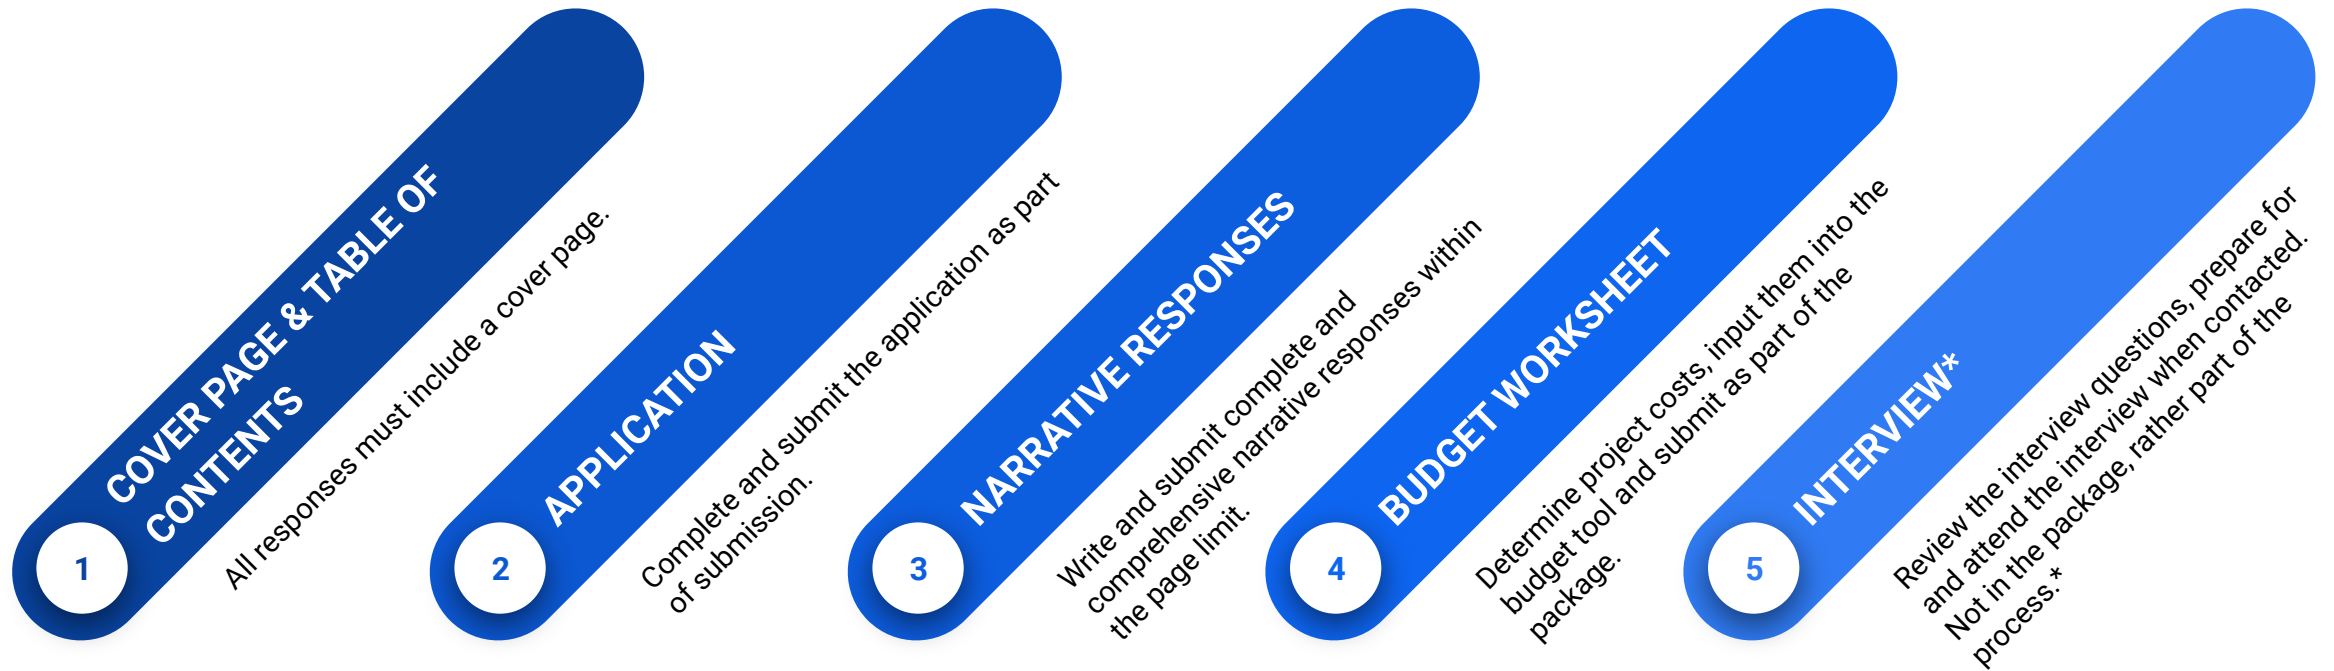 COVER PAGE & TABLE OF
CONTENTS
1
All responses must include a cover page.
APPLICATION
2
Complete and submit the application as part
of submission.
NARRATIVE RESPONSES
3
Write and submit complete and
comprehensive narrative responses within
the page limit.
BUDGET WORKSHEET
4
Determine project costs, input them into the
budget tool and submit as part of the
package.
INTERVIEW*
5
Review the interview questions, prepare for
and attend the interview when contacted.
Not in the package, rather part of the
process.*